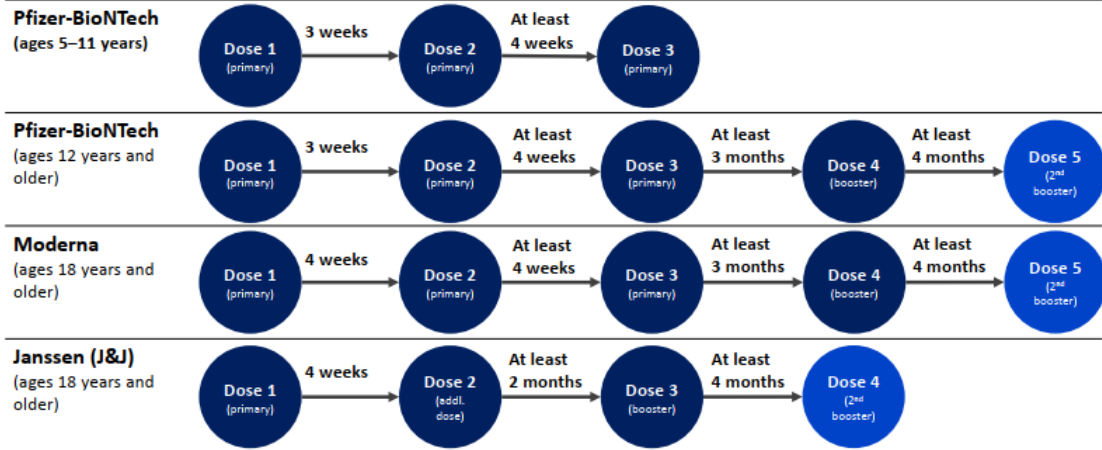 Pfizer-BioNTech
(ages 5–11 years)
Dose 1
(primary)
3 weeks
Dose 2
(primary)
At least
4 weeks
Dose 3
(primary)
Pfizer-BioNTech
(ages 12 years and
older)
Dose 1
(primary)
3 weeks
Dose 2
(primary)
At least
4 weeks
Dose 3
(primary)
At least
3 months
Dose 4
(booster)
At least
4 months
Dose 5
(2nd
booster)
Moderna
(ages 18 years and
older)
Dose 1
(primary)
4 weeks
Dose 2
(primary)
At least
4 weeks
Dose 3
(primary)
At least
3 months
Dose 4
(booster)
At least
4 months
Dose 5
(2nd
booster)
Janssen (J&J)
(ages 18 years and
older)
Dose 1
(primary)
4 weeks
Dose 2
(addl.
dose)
At least
2 months
Dose 3
(booster)
At least
4 months
Dose 4
(2nd
booster)